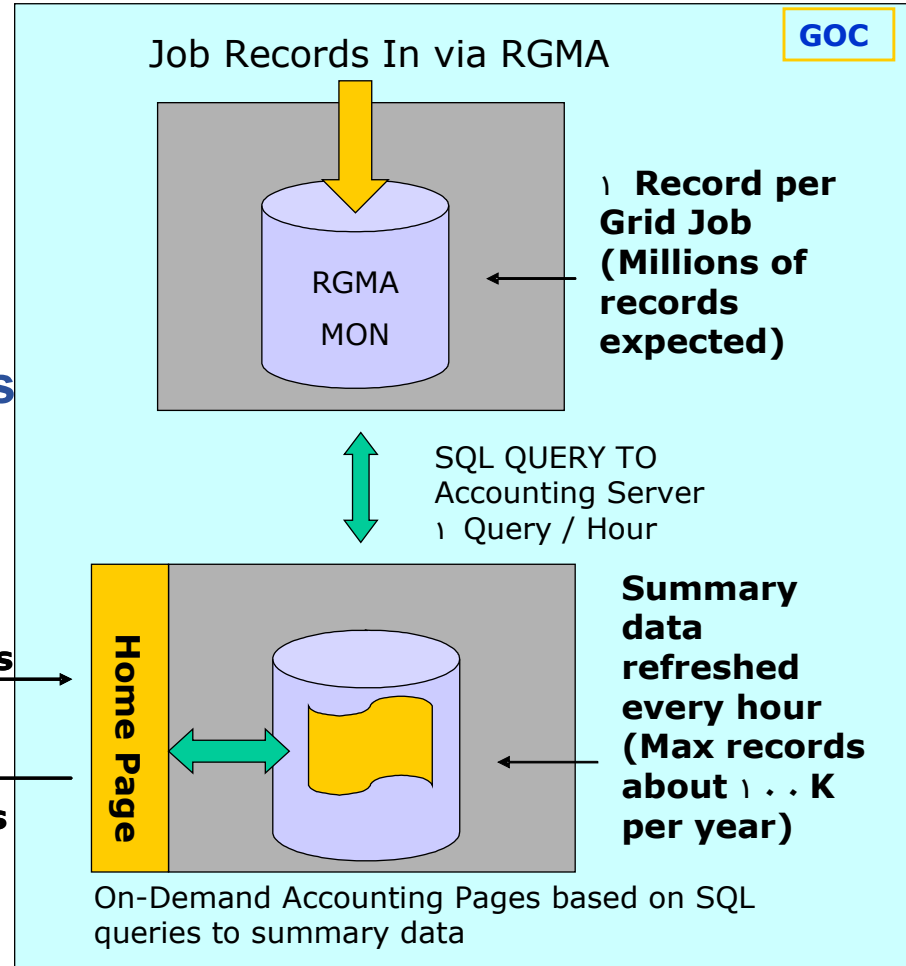 GOC
Job Records In via RGMA
١ Record per
Grid Job
(Millions of
records
expected)
RGMA
MON
s
SQL QUERY TO
Accounting Server
١ Query / Hour
Summary
data
refreshed
every hour
(Max records
about ١٠٠K
per year)
Home Page
s
s
On-Demand Accounting Pages based on SQL
queries to summary data